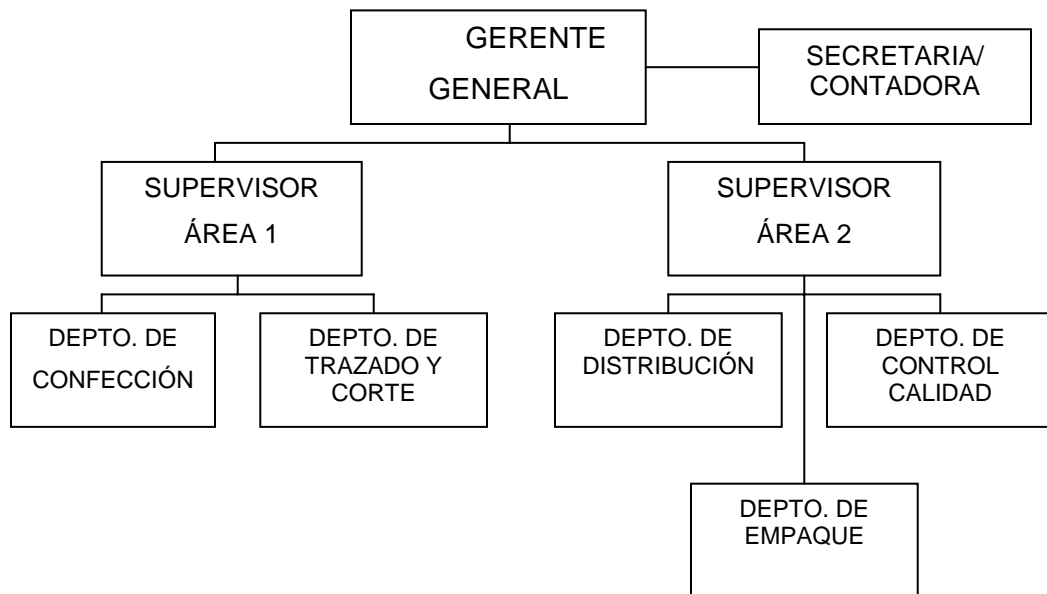 GERENTE
GENERAL
SECRETARIA/
CONTADORA
SUPERVISOR
ÁREA 1
SUPERVISOR
ÁREA 2
DEPTO. DE
CONFECCIÓN
DEPTO. DE
TRAZADO Y
CORTE
DEPTO. DE
DISTRIBUCIÓN
DEPTO. DE
CONTROL
CALIDAD
DEPTO. DE
EMPAQUE